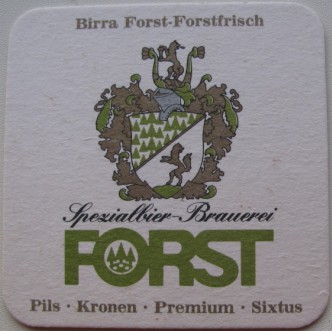 Birra Forst-Forstfrisch
Spezialbier-Brauerei
FORST
Pils · Kronen · Premium · Sixtus